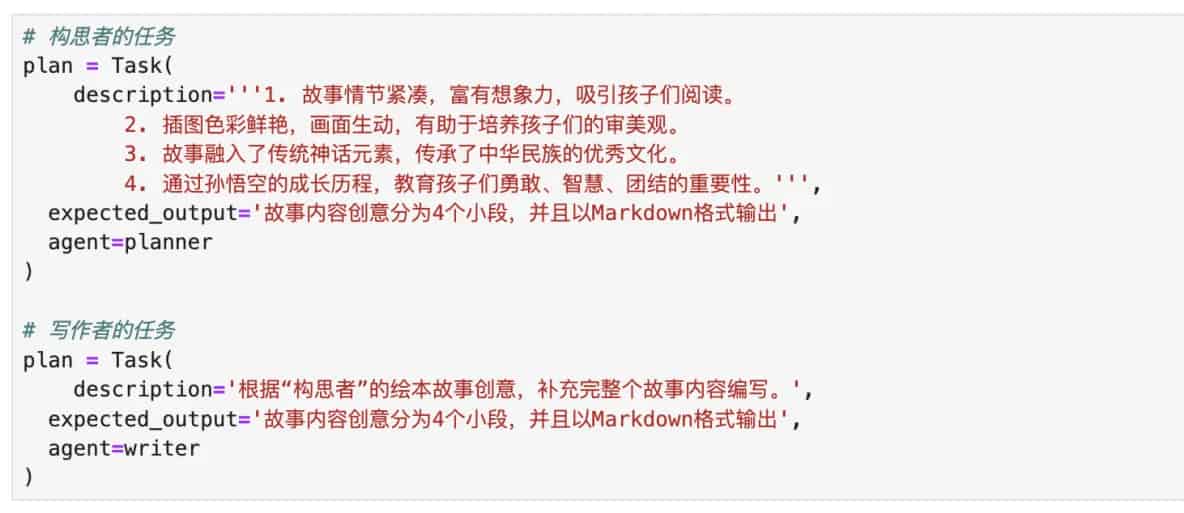 # 构思者的任务
plan = Task(
    description='''1. 故事情节紧凑，富有想象力，吸引孩子们阅读。
        2. 插图色彩鲜艳，画面生动，有助于培养孩子们的审美观。
        3. 故事融入了传统神话元素，传承了中华民族的优秀文化。
        4. 通过孙悟空的成长历程，教育孩子们勇敢、智慧、团结的重要性。''',
  expected_output='故事内容创意分为4个小段，并且以Markdown格式输出',
  agent=planner
)

# 写作者的任务
plan = Task(
    description='根据“构思者”的绘本故事创意，补充完整个故事内容编写。',
  expected_output='故事内容创意分为4个小段，并且以Markdown格式输出',
  agent=writer
)